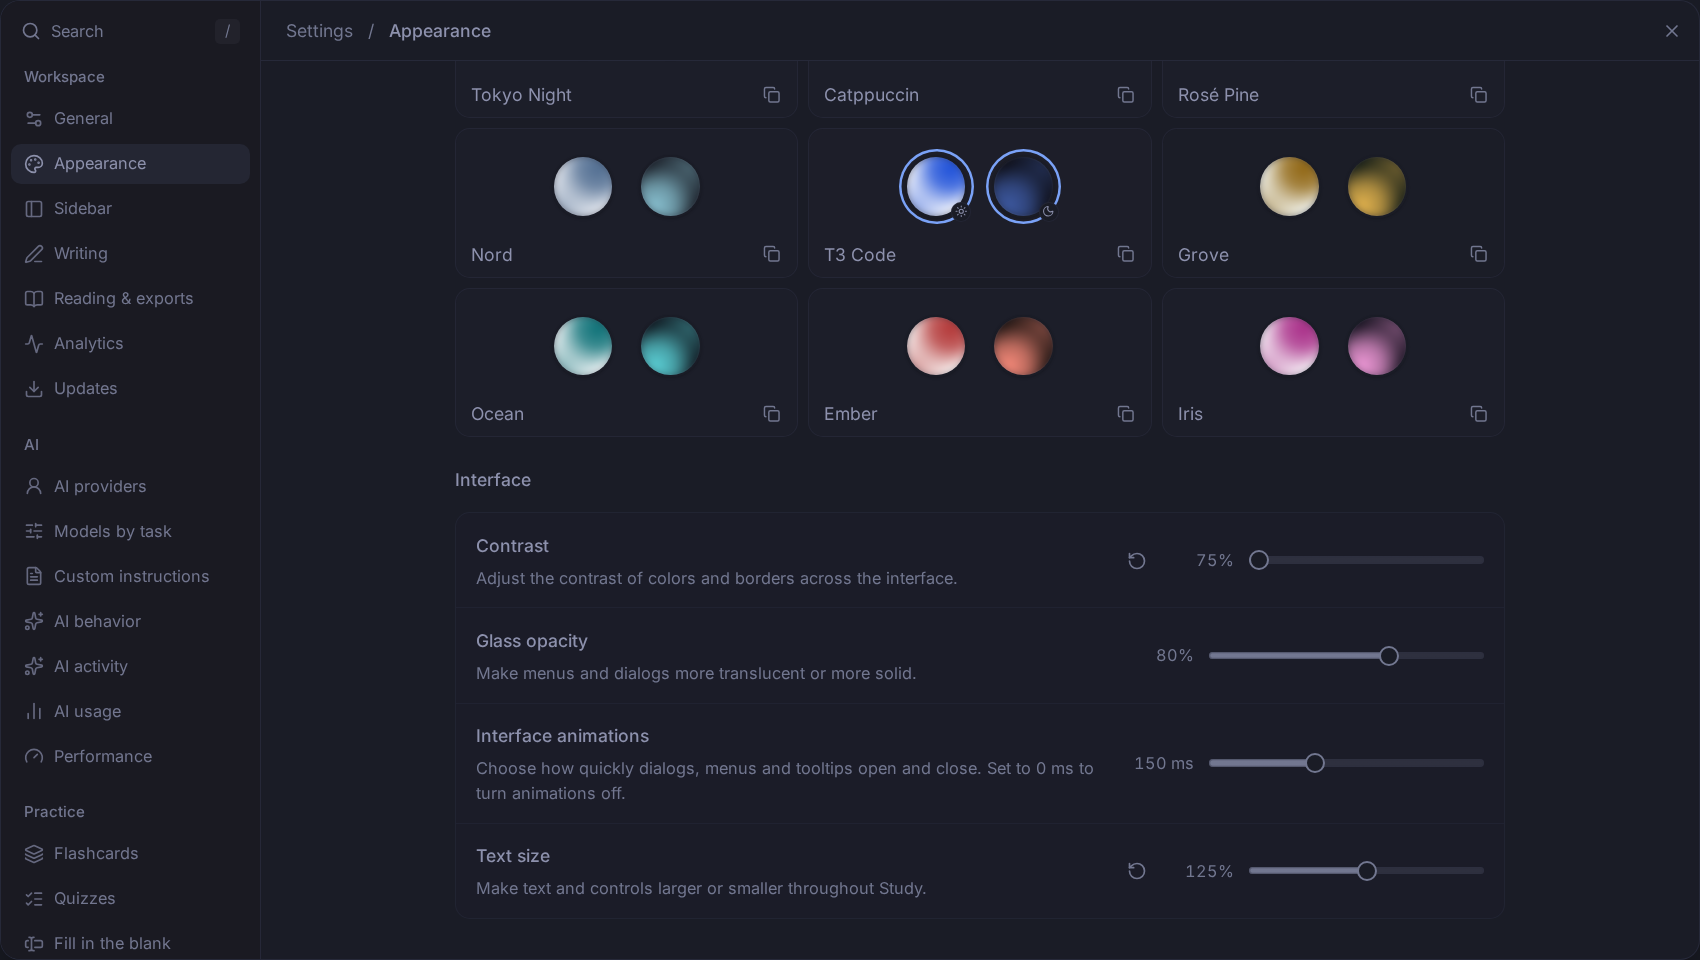 Search
/
Workspace
General
Appearance
Sidebar
Writing
Reading & exports
Analytics
Updates
AI
AI providers
Models by task
Custom instructions
AI behavior
AI activity
AI usage
Performance
Practice
Flashcards
Quizzes
Fill in the blank
Settings / Appearance
Tokyo Night
Catppuccin
Rosé Pine
Nord
T3 Code
Grove
Ocean
Ember
Iris
Interface
Contrast
Adjust the contrast of colors and borders across the interface.
75%
Glass opacity
Make menus and dialogs more translucent or more solid.
80%
Interface animations
Choose how quickly dialogs, menus and tooltips open and close. Set to 0 ms to
turn animations off.
150 ms
Text size
Make text and controls larger or smaller throughout Study.
125%